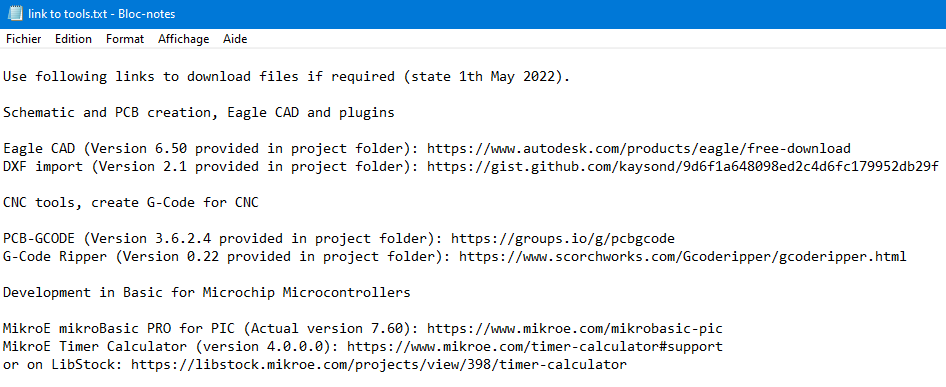 link to tools.txt - Bloc-notes
Fichier Edition Format Affichage Aide
Use following links to download files if required (state 1th May 2022).
Schematic and PCB creation, Eagle CAD and plugins
Eagle CAD (Version 6.50 provided in project folder): https://www.autodesk.com/products/eagle/free-download
DXF import (Version 2.1 provided in project folder): https://gist.github.com/kaysond/9d6f1a648098ed2c4d6fc179952db29f
CNC tools, create G-Code for CNC
PCB-GCODE (Version 3.6.2.4 provided in project folder): https://groups.io/g/pcbgcode
G-Code Ripper (Version 0.22 provided in project folder): https://www.scorchworks.com/Gcoderipper/gcoderipper.html
Development in Basic for Microchip Microcontrollers
MikroE mikroBasic PRO for PIC (Actual version 7.60): https://www.mikroe.com/mikrobasic-pic
MikroE Timer Calculator (version 4.0.0.0): https://www.mikroe.com/timer-calculator#support
or on LibStock: https://libstock.mikroe.com/projects/view/398/timer-calculator